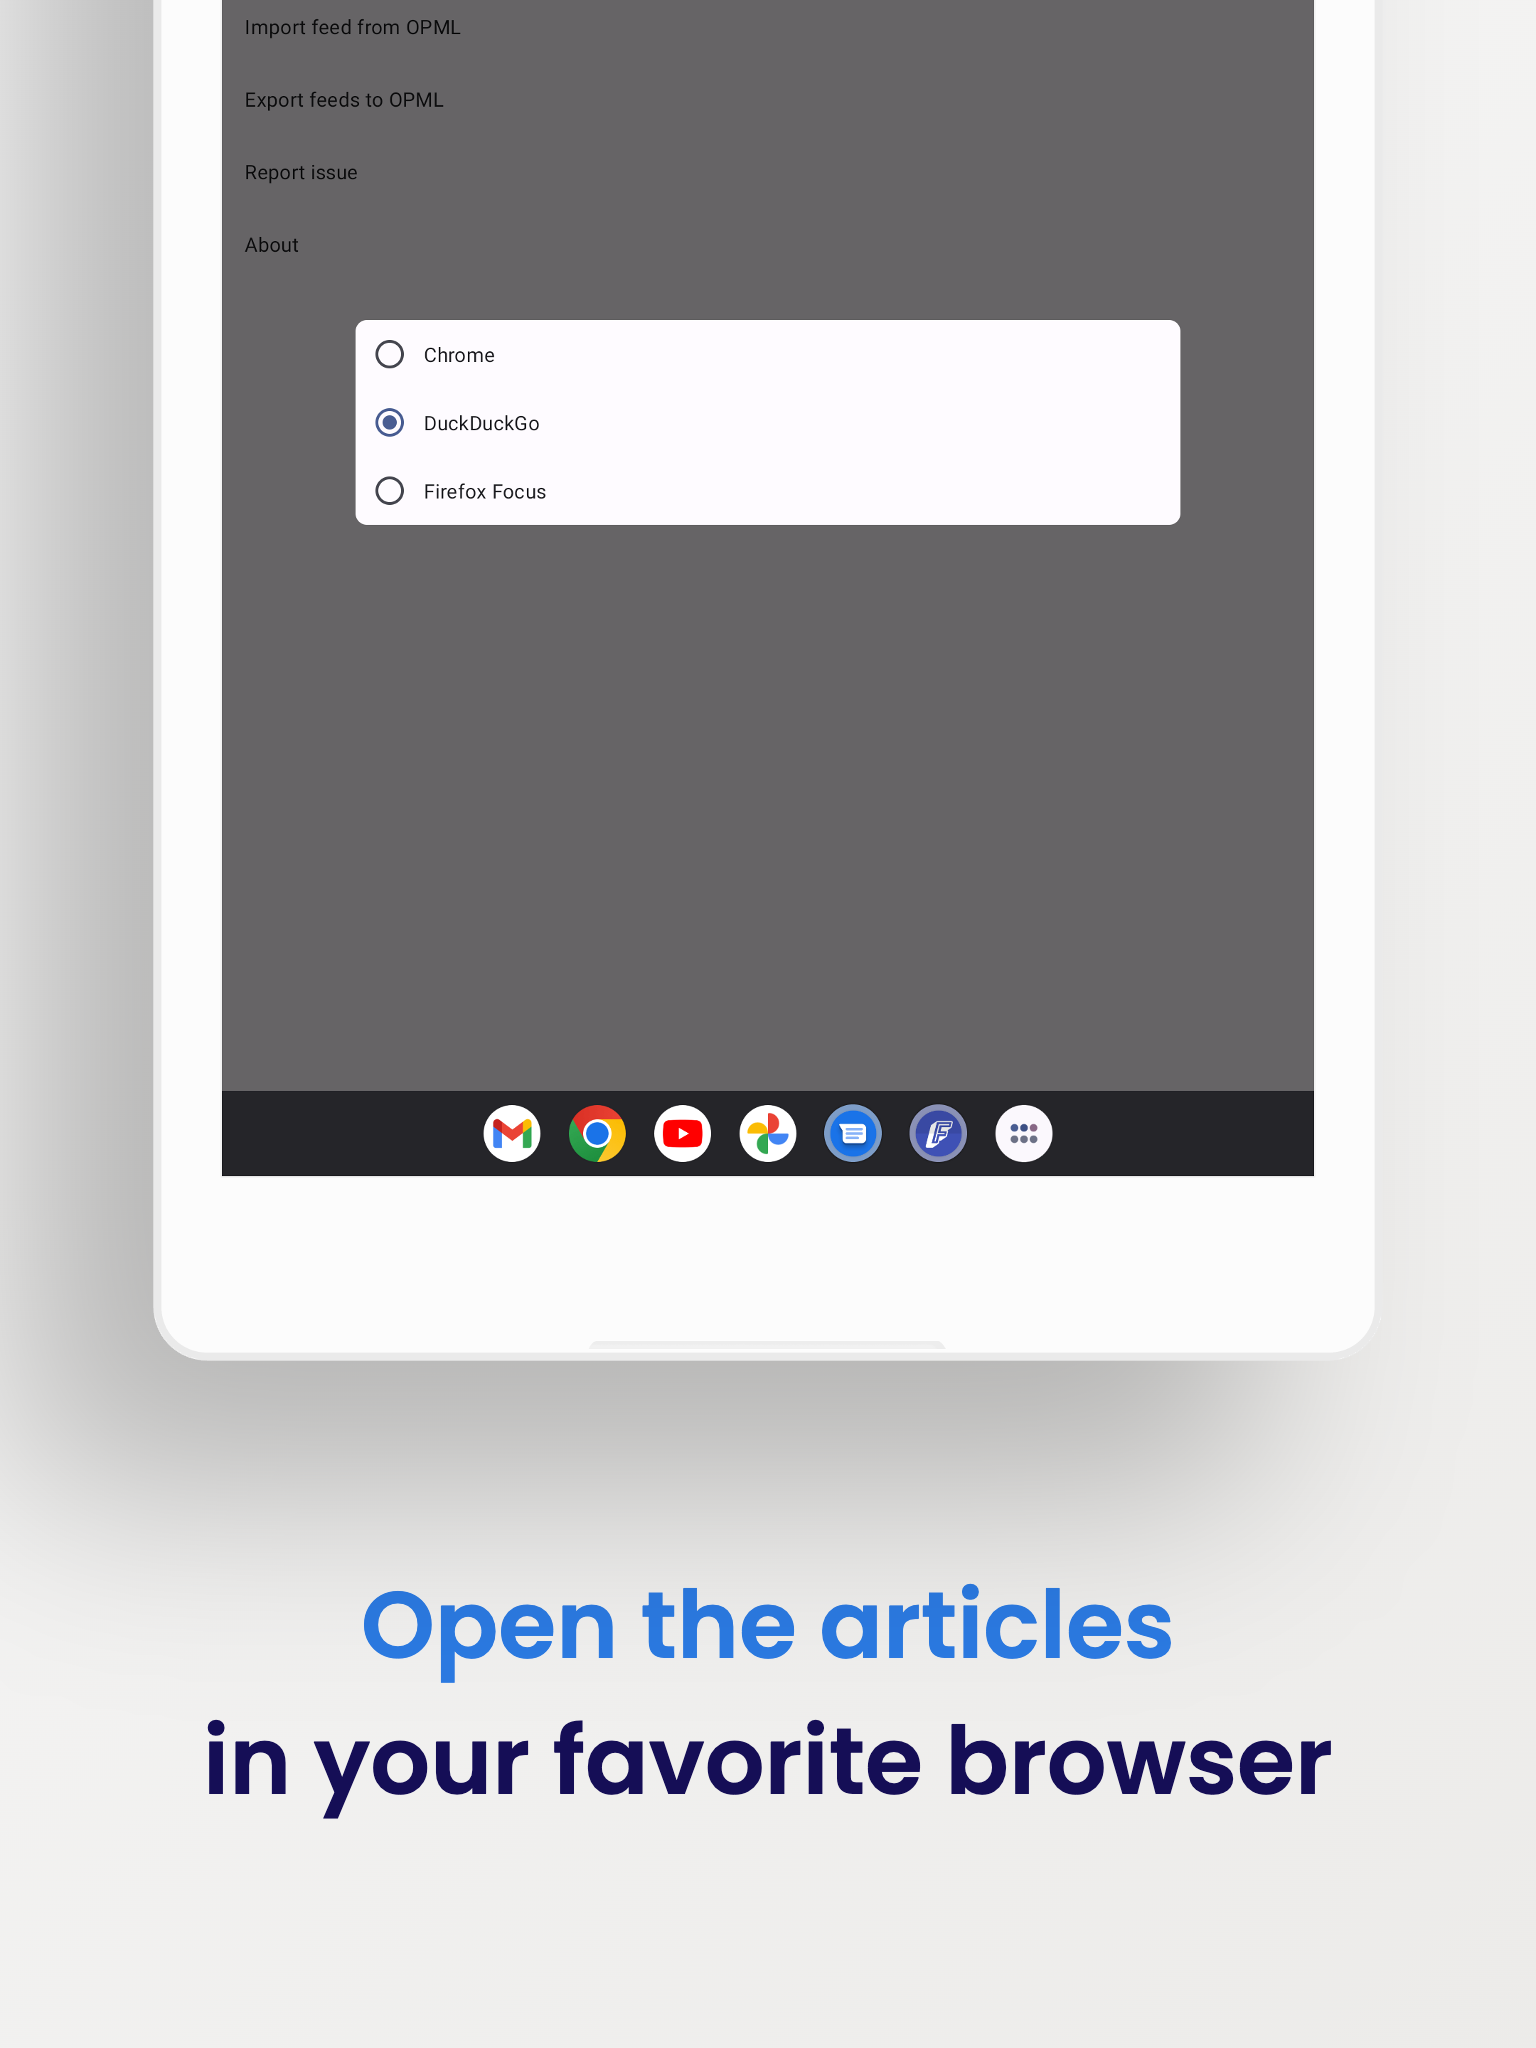 Import feed from OPML
Export feeds to OPML
Report issue
About
Chrome
DuckDuckGo
Firefox Focus
F
Open the articles
in your favorite browser